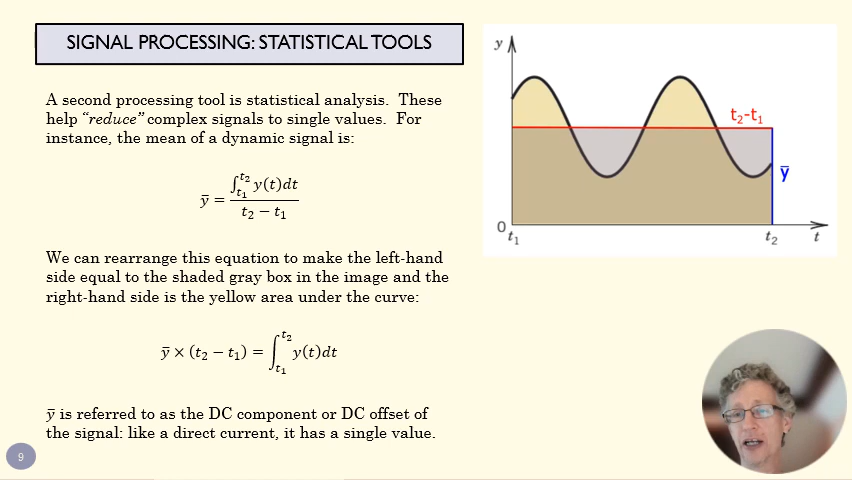 SIGNAL PROCESSING: STATISTICAL TOOLS
A second processing tool is statistical analysis. These
help “reduce” complex signals to single values. For
instance, the mean of a dynamic signal is:
ȳ = ∫_{t₁}^{t₂} y(t)dt / (t₂ − t₁)
We can rearrange this equation to make the left-hand
side equal to the shaded gray box in the image and the
right-hand side is the yellow area under the curve:
ȳ × (t₂ − t₁) = ∫_{t₁}^{t₂} y(t)dt
ȳ is referred to as the DC component or DC offset of
the signal: like a direct current, it has a single value.
9
y
t₂-t₁
ȳ
0
t₁
t₂
t